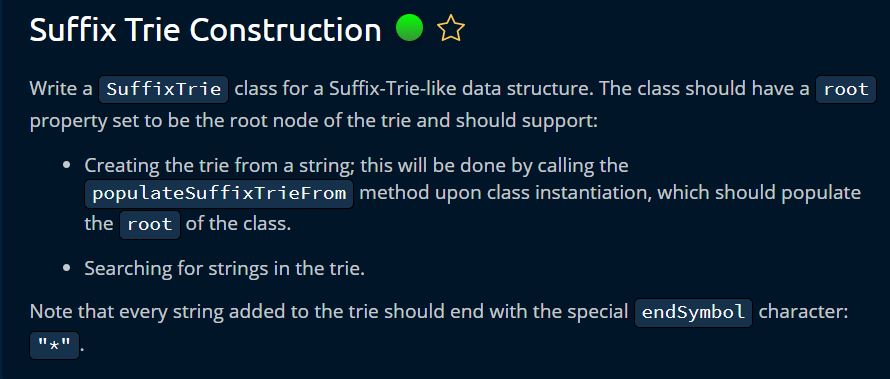 Suffix Trie Construction
Write a SuffixTrie class for a Suffix-Trie-like data structure. The class should have a root
property set to be the root node of the trie and should support:
Creating the trie from a string; this will be done by calling the
populateSuffixTrieFrom method upon class instantiation, which should populate
the root of the class.
Searching for strings in the trie.
Note that every string added to the trie should end with the special endSymbol character:
"*".